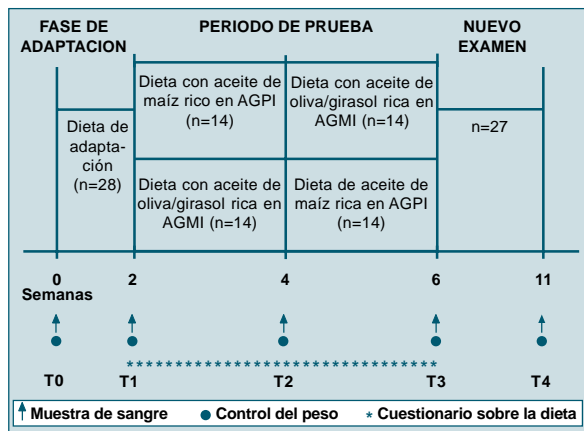 FASE DE
ADAPTACION
PERIODO DE PRUEBA
NUEVO
EXAMEN
Dieta de
adapta-
ción
(n=28)
Dieta con aceite de
maíz rico en AGPI
(n=14)
Dieta con aceite de
oliva/girasol rica en
AGMI (n=14)
Dieta con aceite de
oliva/girasol rica en
AGMI (n=14)
Dieta de aceite de
maíz rica en AGPI
(n=14)
n=27
0 2 4 6 11
Semanas
T0 T1 T2 T3 T4
Muestra de sangre Control del peso * Cuestionario sobre la dieta